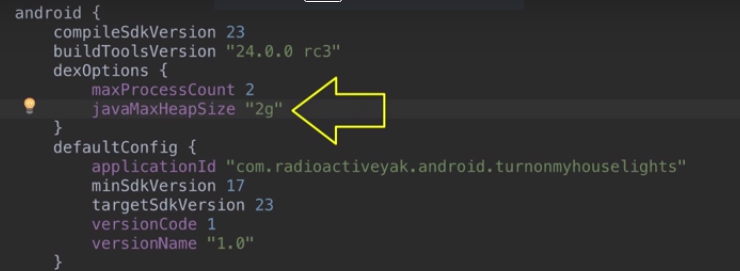 android {
compileSdkVersion 23
buildToolsVersion "24.0.0 rc3"
dexOptions {
maxProcessCount 2
javaMaxHeapSize "2g"
}
defaultConfig {
applicationId "com.radioactiveyak.android.turnonmyhouselights"
minSdkVersion 17
targetSdkVersion 23
versionCode 1
versionName "1.0"
}